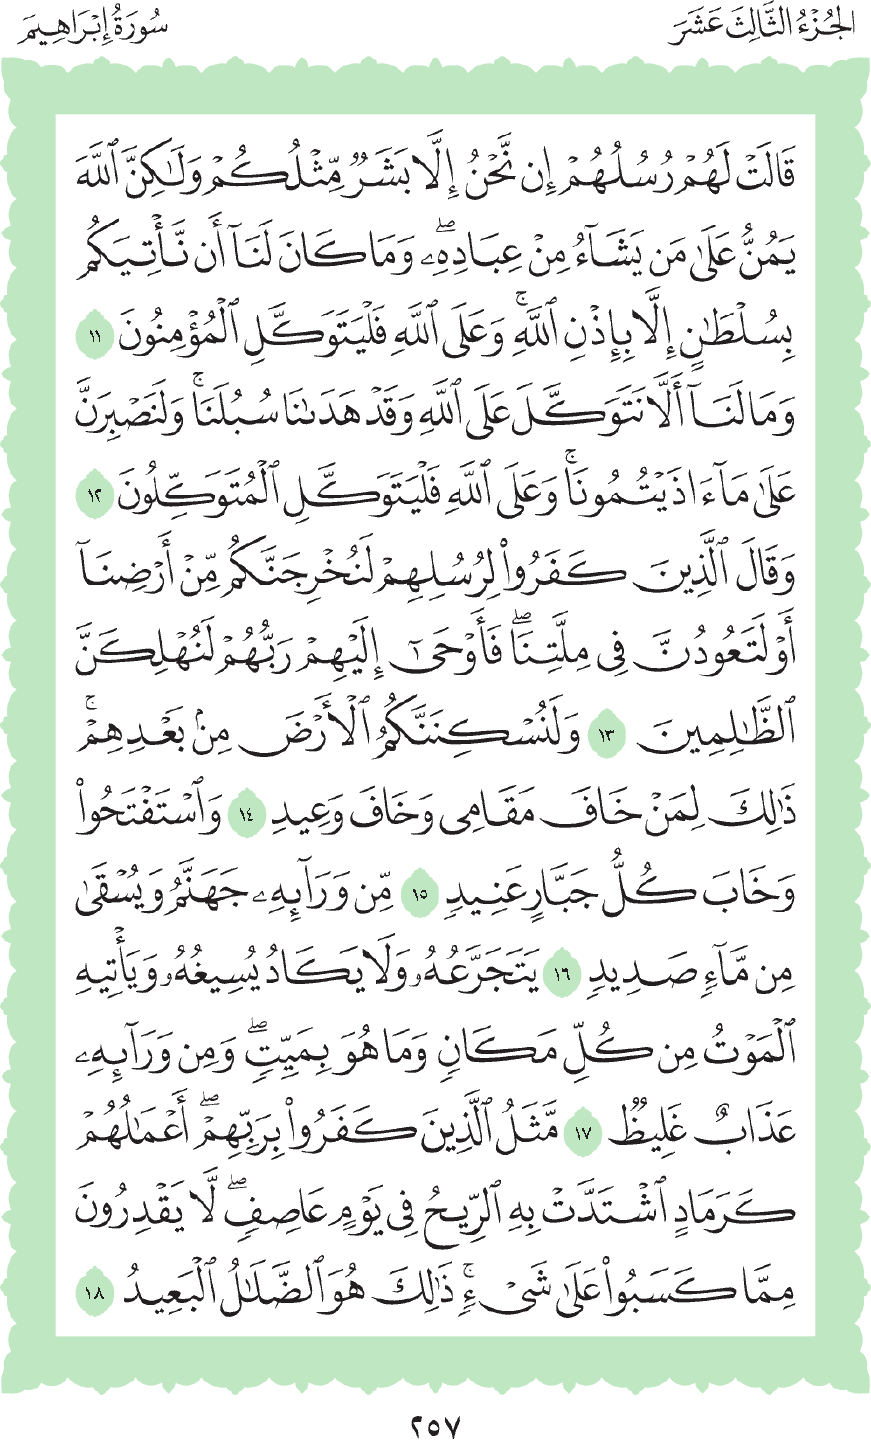 الجُزْءُ الثَّالِثَ عَشَرَ
سُورَةُ إِبْرَاهِيمَ
قَالَتْ لَهُمْ رُسُلُهُمْ إِن نَّحْنُ إِلَّا بَشَرٌ مِّثْلُكُمْ وَلَٰكِنَّ ٱللَّهَ
يَمُنُّ عَلَىٰ مَن يَشَآءُ مِنْ عِبَادِهِۦۖ وَمَا كَانَ لَنَآ أَن نَّأْتِيَكُم
بِسُلْطَٰنٍ إِلَّا بِإِذْنِ ٱللَّهِۚ وَعَلَى ٱللَّهِ فَلْيَتَوَكَّلِ ٱلْمُؤْمِنُونَ ١١
وَمَا لَنَآ أَلَّا نَتَوَكَّلَ عَلَى ٱللَّهِ وَقَدْ هَدَىٰنَا سُبُلَنَاۚ وَلَنَصْبِرَنَّ
عَلَىٰ مَآ ءَاذَيْتُمُونَاۚ وَعَلَى ٱللَّهِ فَلْيَتَوَكَّلِ ٱلْمُتَوَكِّلُونَ ١٢
وَقَالَ ٱلَّذِينَ كَفَرُوا۟ لِرُسُلِهِمْ لَنُخْرِجَنَّكُم مِّنْ أَرْضِنَآ
أَوْ لَتَعُودُنَّ فِى مِلَّتِنَاۖ فَأَوْحَىٰٓ إِلَيْهِمْ رَبُّهُمْ لَنُهْلِكَنَّ
ٱلظَّٰلِمِينَ ١٣ وَلَنُسْكِنَنَّكُمُ ٱلْأَرْضَ مِنۢ بَعْدِهِمْۚ
ذَٰلِكَ لِمَنْ خَافَ مَقَامِى وَخَافَ وَعِيدِ ١٤ وَٱسْتَفْتَحُوا۟
وَخَابَ كُلُّ جَبَّارٍ عَنِيدٍ ١٥ مِّن وَرَآئِهِۦ جَهَنَّمُ وَيُسْقَىٰ
مِن مَّآءٍ صَدِيدٍ ١٦ يَتَجَرَّعُهُۥ وَلَا يَكَادُ يُسِيغُهُۥ وَيَأْتِيهِ
ٱلْمَوْتُ مِن كُلِّ مَكَانٍ وَمَا هُوَ بِمَيِّتٍۖ وَمِن وَرَآئِهِۦ
عَذَابٌ غَلِيظٌ ١٧ مَّثَلُ ٱلَّذِينَ كَفَرُوا۟ بِرَبِّهِمْۖ أَعْمَٰلُهُمْ
كَرَمَادٍ ٱشْتَدَّتْ بِهِ ٱلرِّيحُ فِى يَوْمٍ عَاصِفٍۖ لَّا يَقْدِرُونَ
مِمَّا كَسَبُوا۟ عَلَىٰ شَىْءٍۚ ذَٰلِكَ هُوَ ٱلضَّلَٰلُ ٱلْبَعِيدُ ١٨
٢٥٧